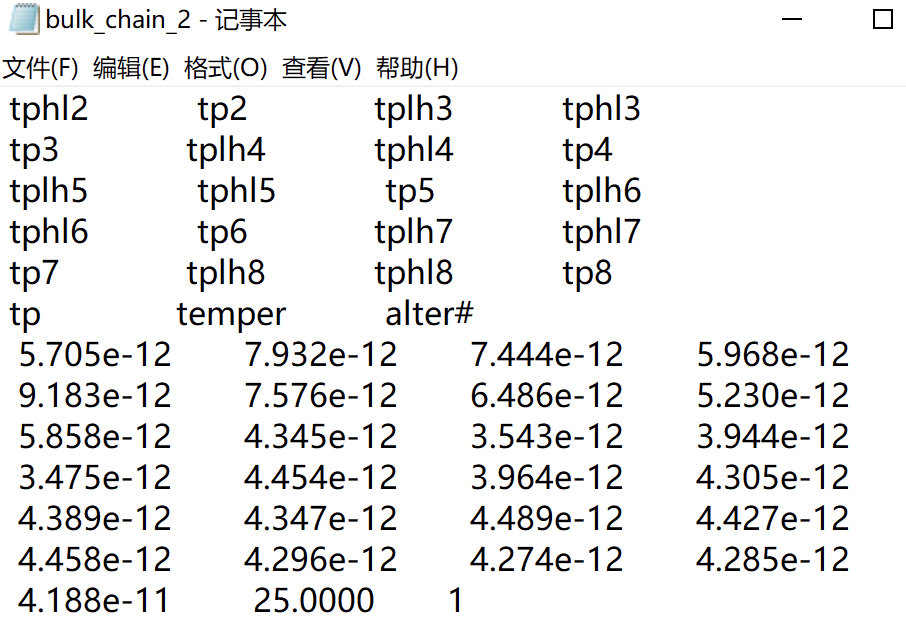 bulk_chain_2 - 记事本
文件(F) 编辑(E) 格式(O) 查看(V) 帮助(H)
tphl2 tp2 tplh3 tphl3
tp3 tplh4 tphl4 tp4
tplh5 tphl5 tp5 tplh6
tphl6 tp6 tplh7 tphl7
tp7 tplh8 tphl8 tp8
tp temper alter#
5.705e-12 7.932e-12 7.444e-12 5.968e-12
9.183e-12 7.576e-12 6.486e-12 5.230e-12
5.858e-12 4.345e-12 3.543e-12 3.944e-12
3.475e-12 4.454e-12 3.964e-12 4.305e-12
4.389e-12 4.347e-12 4.489e-12 4.427e-12
4.458e-12 4.296e-12 4.274e-12 4.285e-12
4.188e-11 25.0000 1